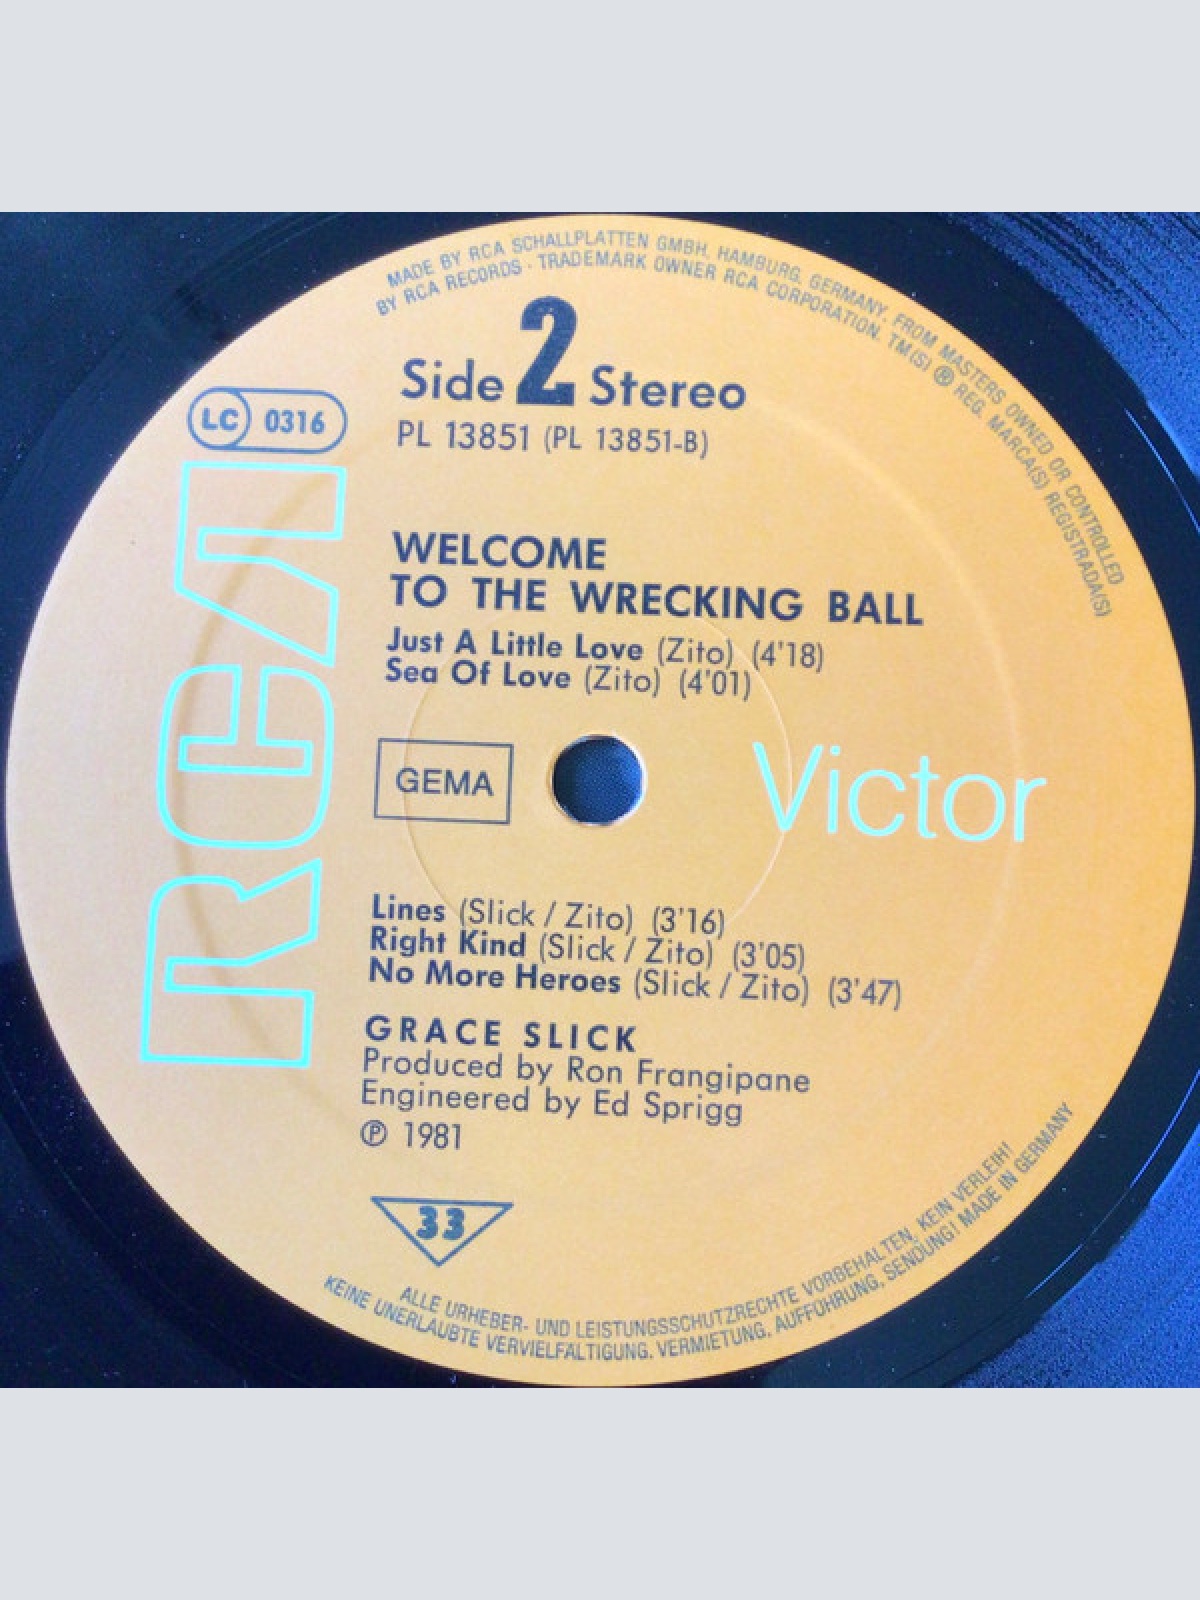 MADE BY RCA SCHALLPLATTEN GMBH, HAMBURG, GERMANY, FROM MASTERS OWNED OR CONTROLLED
BY RCA RECORDS · TRADEMARK OWNER RCA CORPORATION. TM(S) ® REG. MARCA(S) REGISTRADA(S)
Side 2 Stereo
LC 0316
PL 13851 (PL 13851-B)
RCA
WELCOME
TO THE WRECKING BALL
Just A Little Love (Zito) (4'18)
Sea Of Love (Zito) (4'01)
GEMA
Victor
Lines (Slick / Zito) (3'16)
Right Kind (Slick / Zito) (3'05)
No More Heroes (Slick / Zito) (3'47)
GRACE SLICK
Produced by Ron Frangipane
Engineered by Ed Sprigg
℗ 1981
33
ALLE URHEBER- UND LEISTUNGSSCHUTZRECHTE VORBEHALTEN, KEIN VERLEIH!
KEINE UNERLAUBTE VERVIELFÄLTIGUNG, VERMIETUNG, AUFFÜHRUNG, SENDUNG! MADE IN GERMANY